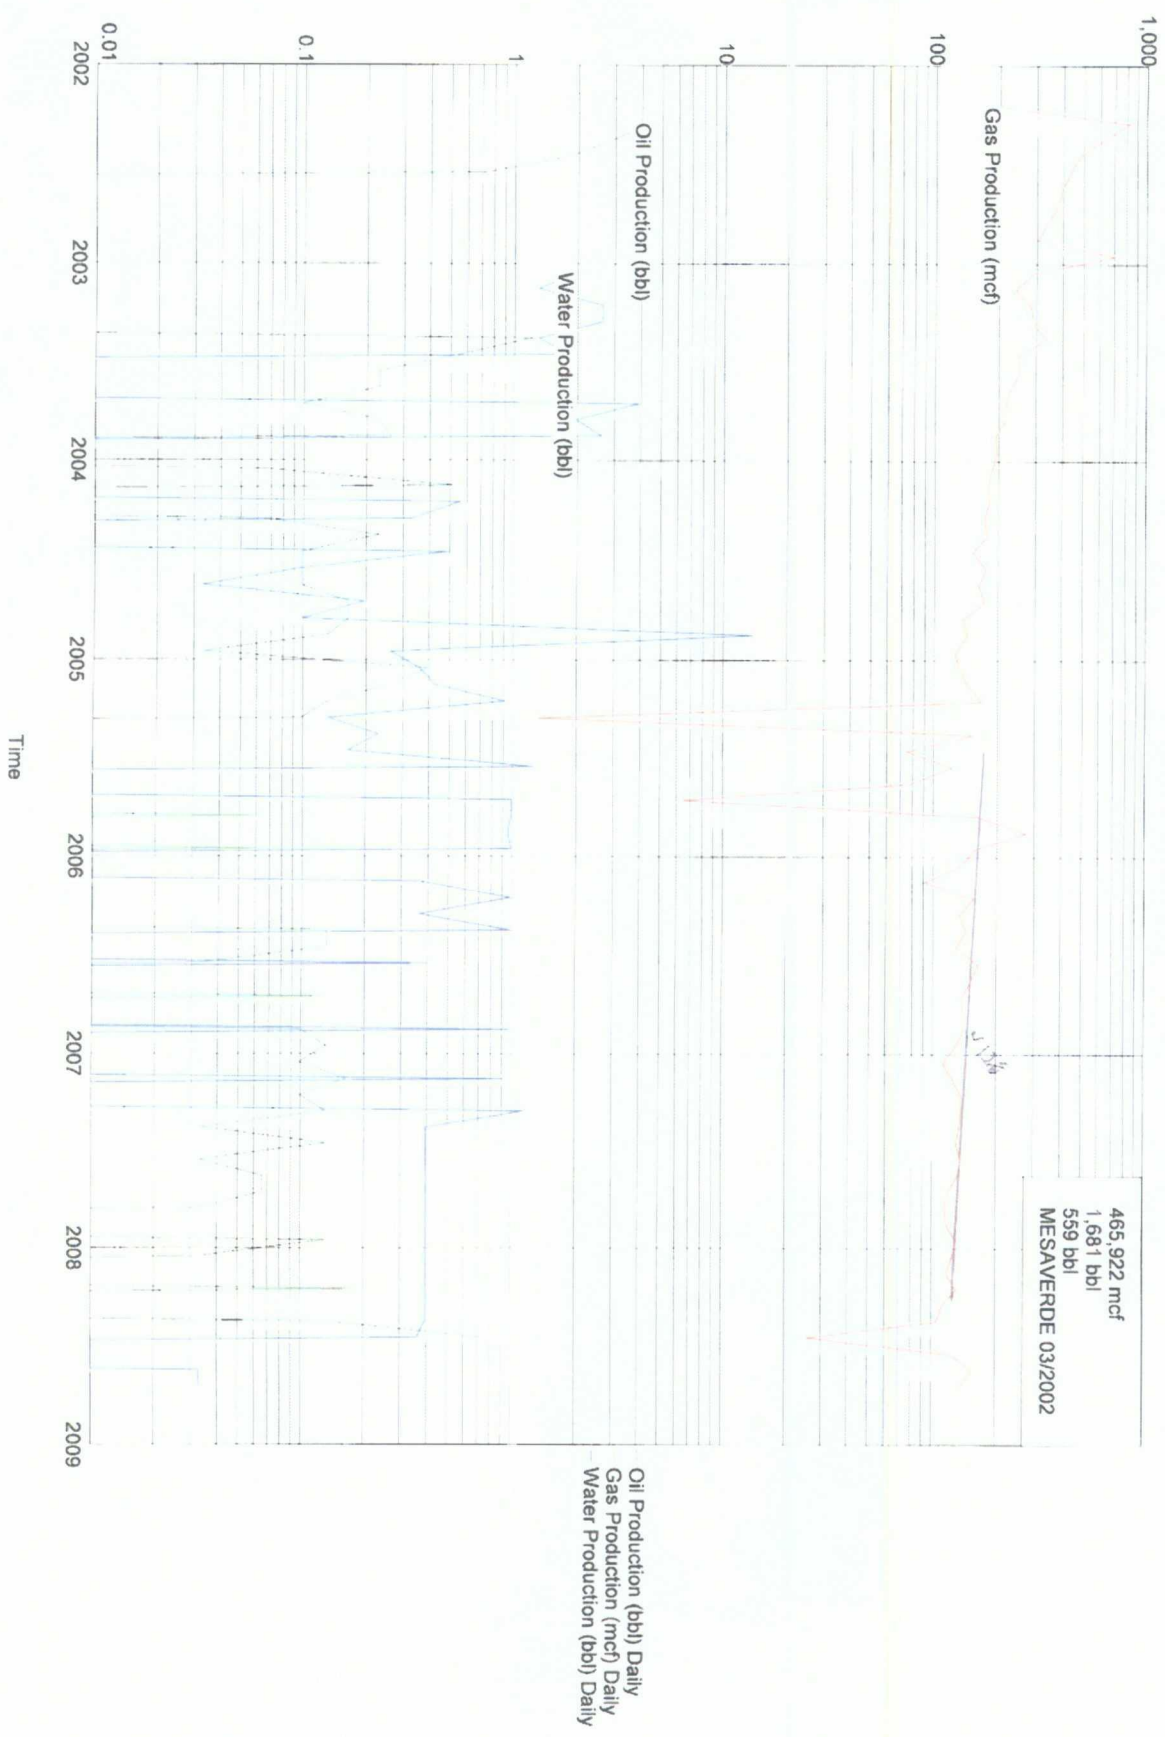 1,000
100
10
1
0.1
0.01
Gas Production (mcf)
Oil Production (bbl)
Water Production (bbl)
465,922 mcf
1,681 bbl
559 bbl
MESAVERDE 03/2002
2002
2003
2004
2005
2006
2007
2008
2009
Time
Oil Production (bbl) Daily
Gas Production (mcf) Daily
Water Production (bbl) Daily